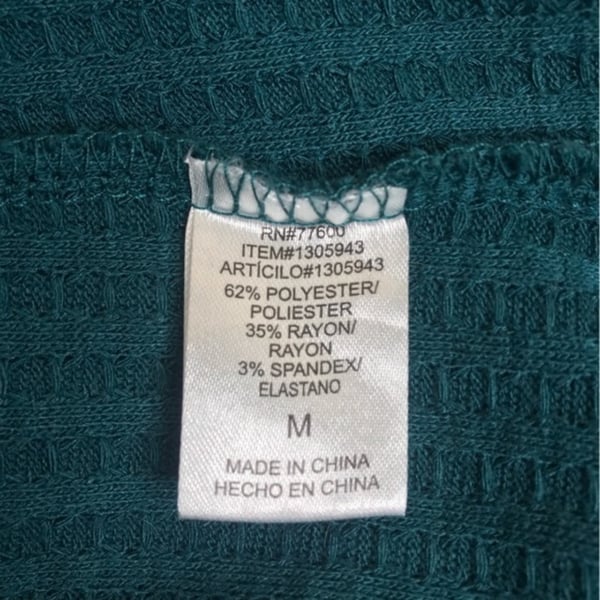 RN#77600
ITEM#1305943
ARTÍCILO#1305943
62% POLYESTER/
POLIESTER
35% RAYON/
RAYON
3% SPANDEX/
ELASTANO
M
MADE IN CHINA
HECHO EN CHINA